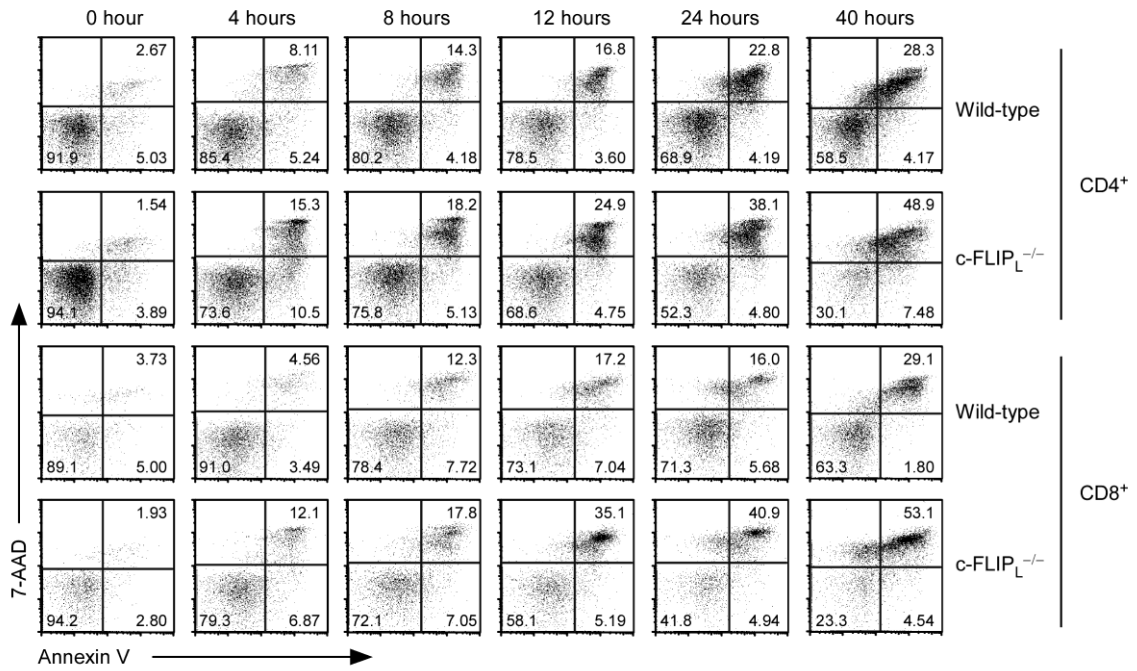 0 hour 4 hours 8 hours 12 hours 24 hours 40 hours
2.67 8.11 14.3 16.8 22.8 28.3
Wild-type
91.9 5.03 85.4 5.24 80.2 4.18 78.5 3.60 68.9 4.19 58.5 4.17
CD4⁺
1.54 15.3 18.2 24.9 38.1 48.9
c-FLIP_L⁻/⁻
94.1 3.89 73.6 10.5 75.8 5.13 68.6 4.75 52.3 4.80 30.1 7.48
3.73 4.56 12.3 17.2 16.0 29.1
Wild-type
89.1 5.00 91.0 3.49 78.4 7.72 73.1 7.04 71.3 5.68 63.3 1.80
CD8⁺
1.93 12.1 17.8 35.1 40.9 53.1
c-FLIP_L⁻/⁻
94.2 2.80 79.3 6.87 72.1 7.05 58.1 5.19 41.8 4.94 23.3 4.54
7-AAD
Annexin V